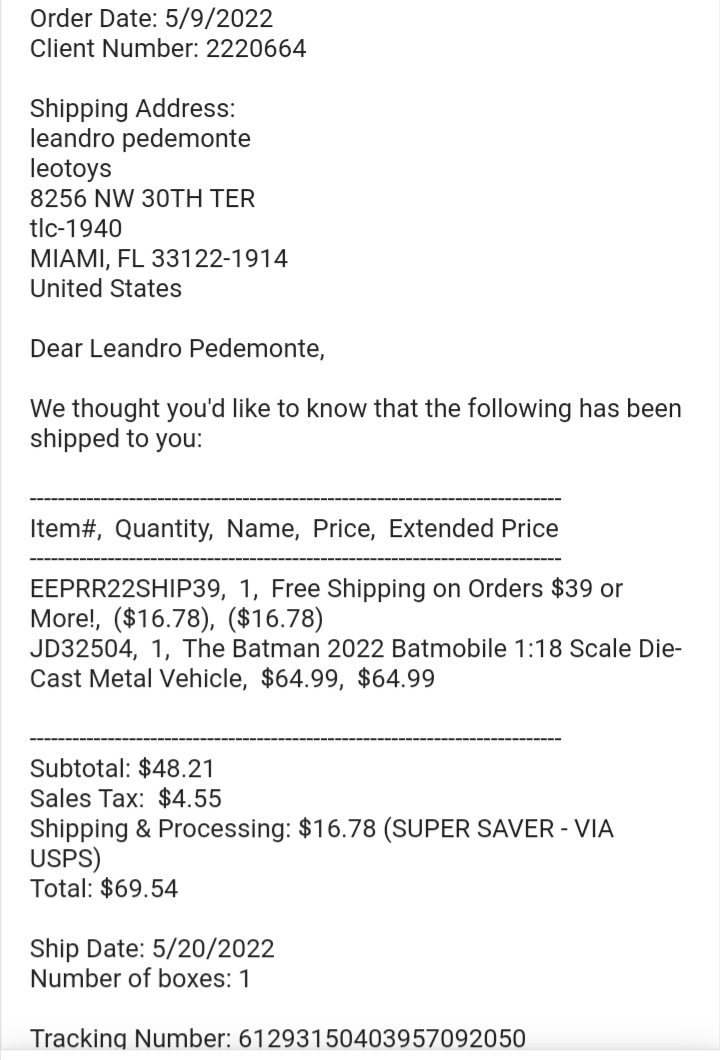 Order Date: 5/9/2022
Client Number: 2220664
Shipping Address:
leandro pedemonte
leotoys
8256 NW 30TH TER
tlc-1940
MIAMI, FL 33122-1914
United States
Dear Leandro Pedemonte,
We thought you'd like to know that the following has been
shipped to you:
---------------------------------------------------------------------------
Item#,  Quantity,  Name,  Price,  Extended Price
---------------------------------------------------------------------------
EEPRR22SHIP39,  1,  Free Shipping on Orders $39 or
More!,  ($16.78),  ($16.78)
JD32504,  1,  The Batman 2022 Batmobile 1:18 Scale Die-
Cast Metal Vehicle,  $64.99,  $64.99
---------------------------------------------------------------------------
Subtotal: $48.21
Sales Tax:  $4.55
Shipping & Processing: $16.78 (SUPER SAVER - VIA
USPS)
Total: $69.54
Ship Date: 5/20/2022
Number of boxes: 1
Tracking Number: 61293150403957092050